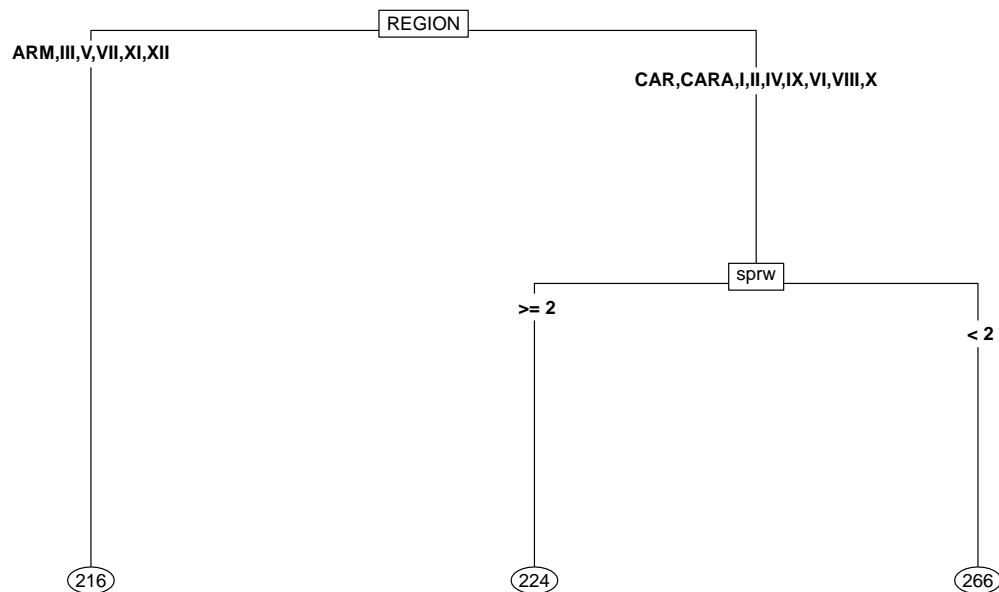 REGION
ARM,III,V,VII,XI,XII
CAR,CARA,I,II,IV,IX,VI,VIII,X
sprw
>= 2
< 2
216
224
266